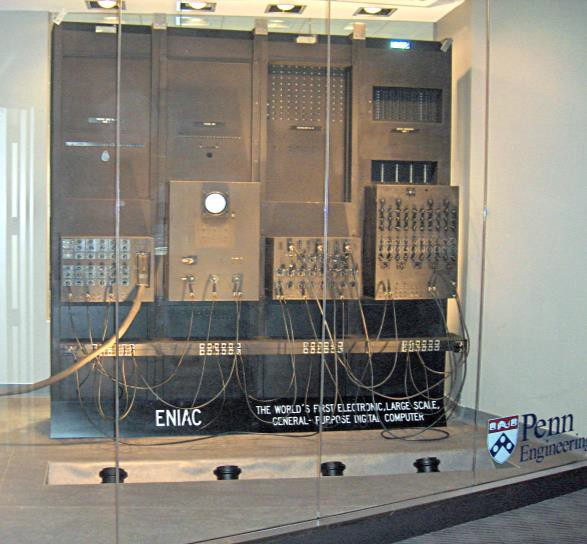 ENIAC
THE WORLD'S FIRST ELECTRONIC, LARGE SCALE,
GENERAL-PURPOSE DIGITAL COMPUTER
Penn
Engineering